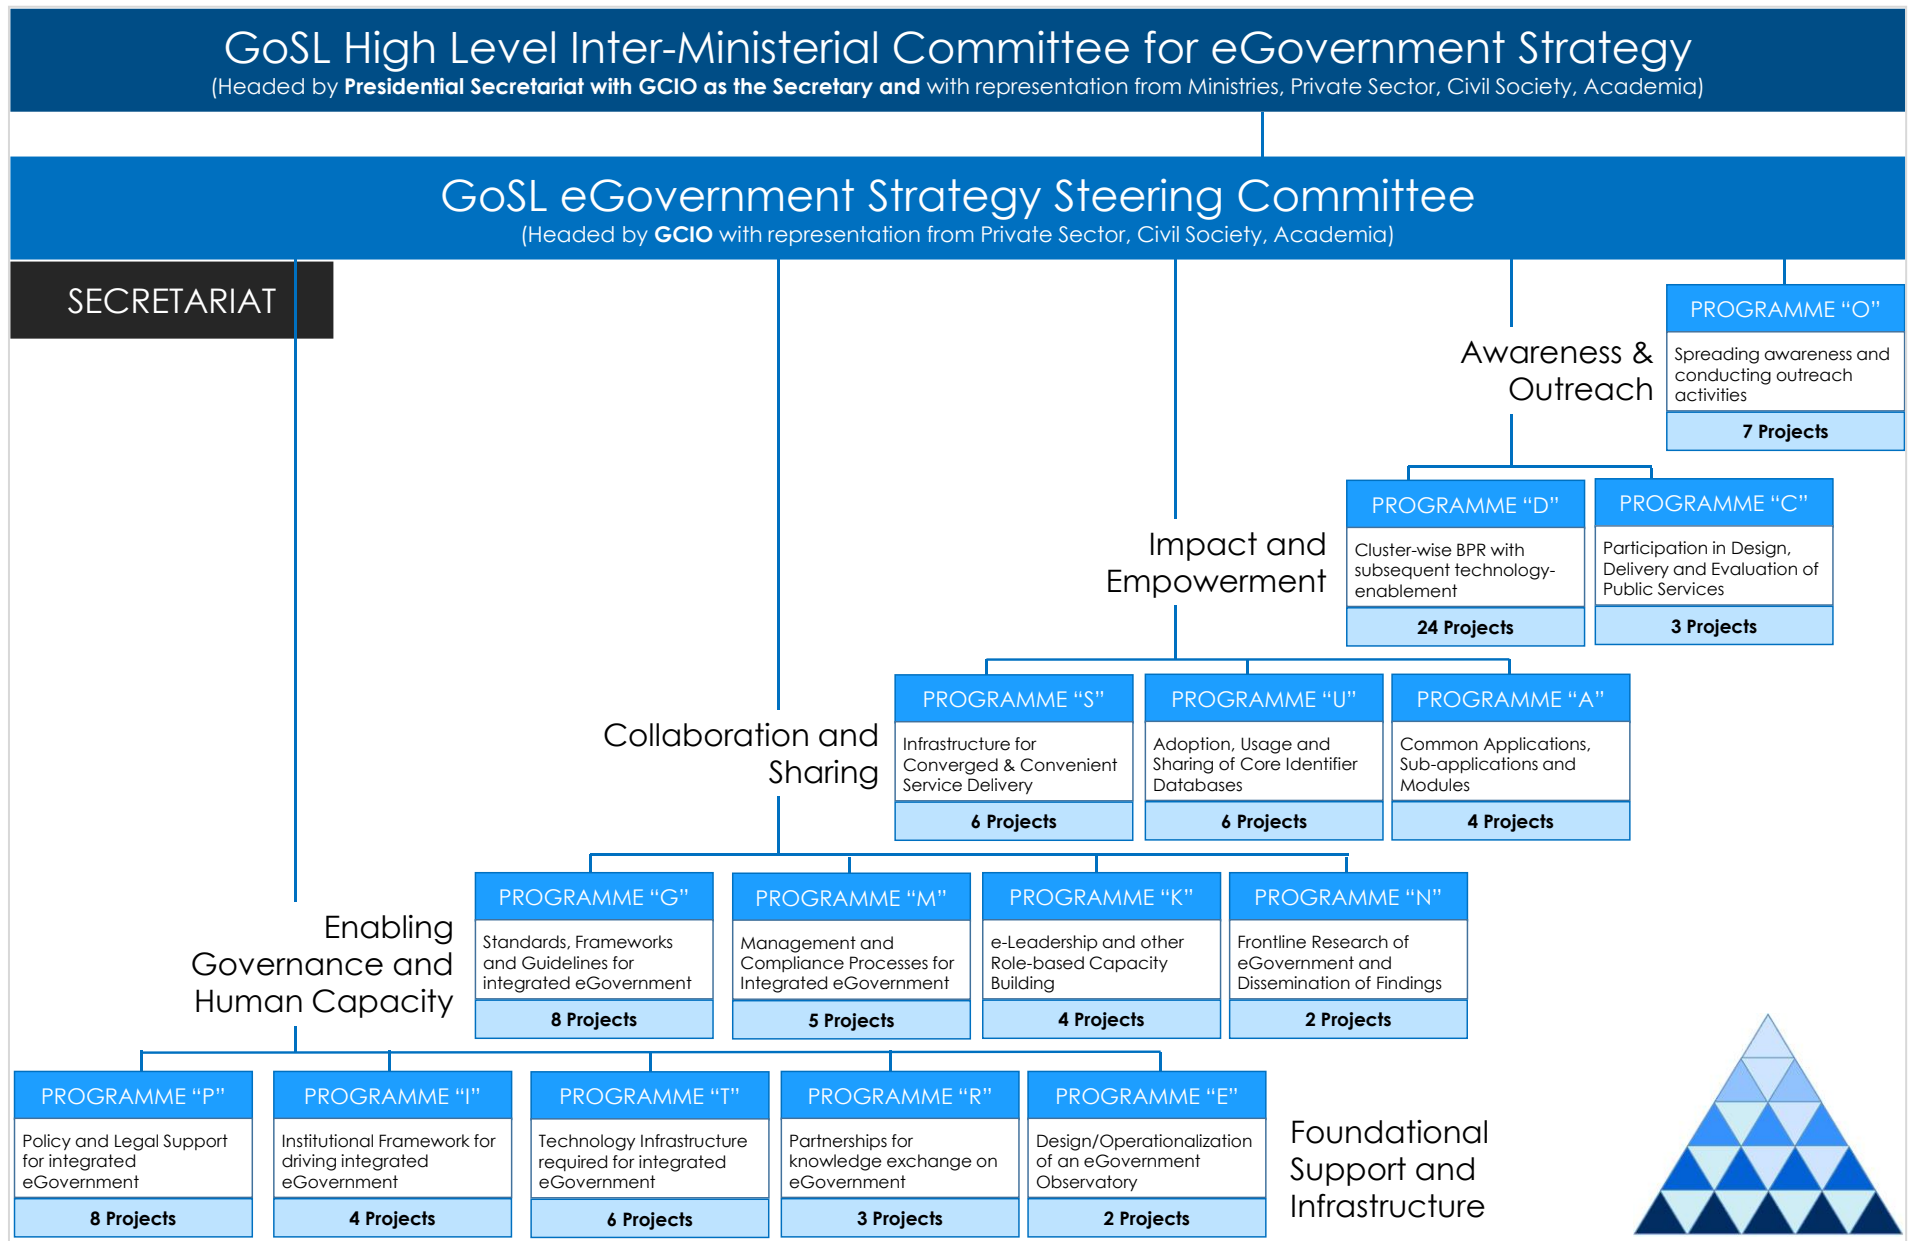 GoSL High Level Inter-Ministerial Committee for eGovernment Strategy
(Headed by Presidential Secretariat with GCIO as the Secretary and with representation from Ministries, Private Sector, Civil Society, Academia)
GoSL eGovernment Strategy Steering Committee
(Headed by GCIO with representation from Private Sector, Civil Society, Academia)
SECRETARIAT
Awareness &
Outreach
PROGRAMME “O”
Spreading awareness and
conducting outreach
activities
7 Projects
Impact and
Empowerment
PROGRAMME “D”
Cluster-wise BPR with
subsequent technology-
enablement
24 Projects
PROGRAMME “C”
Participation in Design,
Delivery and Evaluation of
Public Services
3 Projects
Collaboration and
Sharing
PROGRAMME “S”
Infrastructure for
Converged & Convenient
Service Delivery
6 Projects
PROGRAMME “U”
Adoption, Usage and
Sharing of Core Identifier
Databases
6 Projects
PROGRAMME “A”
Common Applications,
Sub-applications and
Modules
4 Projects
Enabling
Governance and
Human Capacity
PROGRAMME “G”
Standards, Frameworks
and Guidelines for
integrated eGovernment
8 Projects
PROGRAMME “M”
Management and
Compliance Processes for
Integrated eGovernment
5 Projects
PROGRAMME “K”
e-Leadership and other
Role-based Capacity
Building
4 Projects
PROGRAMME “N”
Frontline Research of
eGovernment and
Dissemination of Findings
2 Projects
PROGRAMME “P”
Policy and Legal Support
for integrated
eGovernment
8 Projects
PROGRAMME “I”
Institutional Framework for
driving integrated
eGovernment
4 Projects
PROGRAMME “T”
Technology Infrastructure
required for integrated
eGovernment
6 Projects
PROGRAMME “R”
Partnerships for
knowledge exchange on
eGovernment
3 Projects
PROGRAMME “E”
Design/Operationalization
of an eGovernment
Observatory
2 Projects
Foundational
Support and
Infrastructure